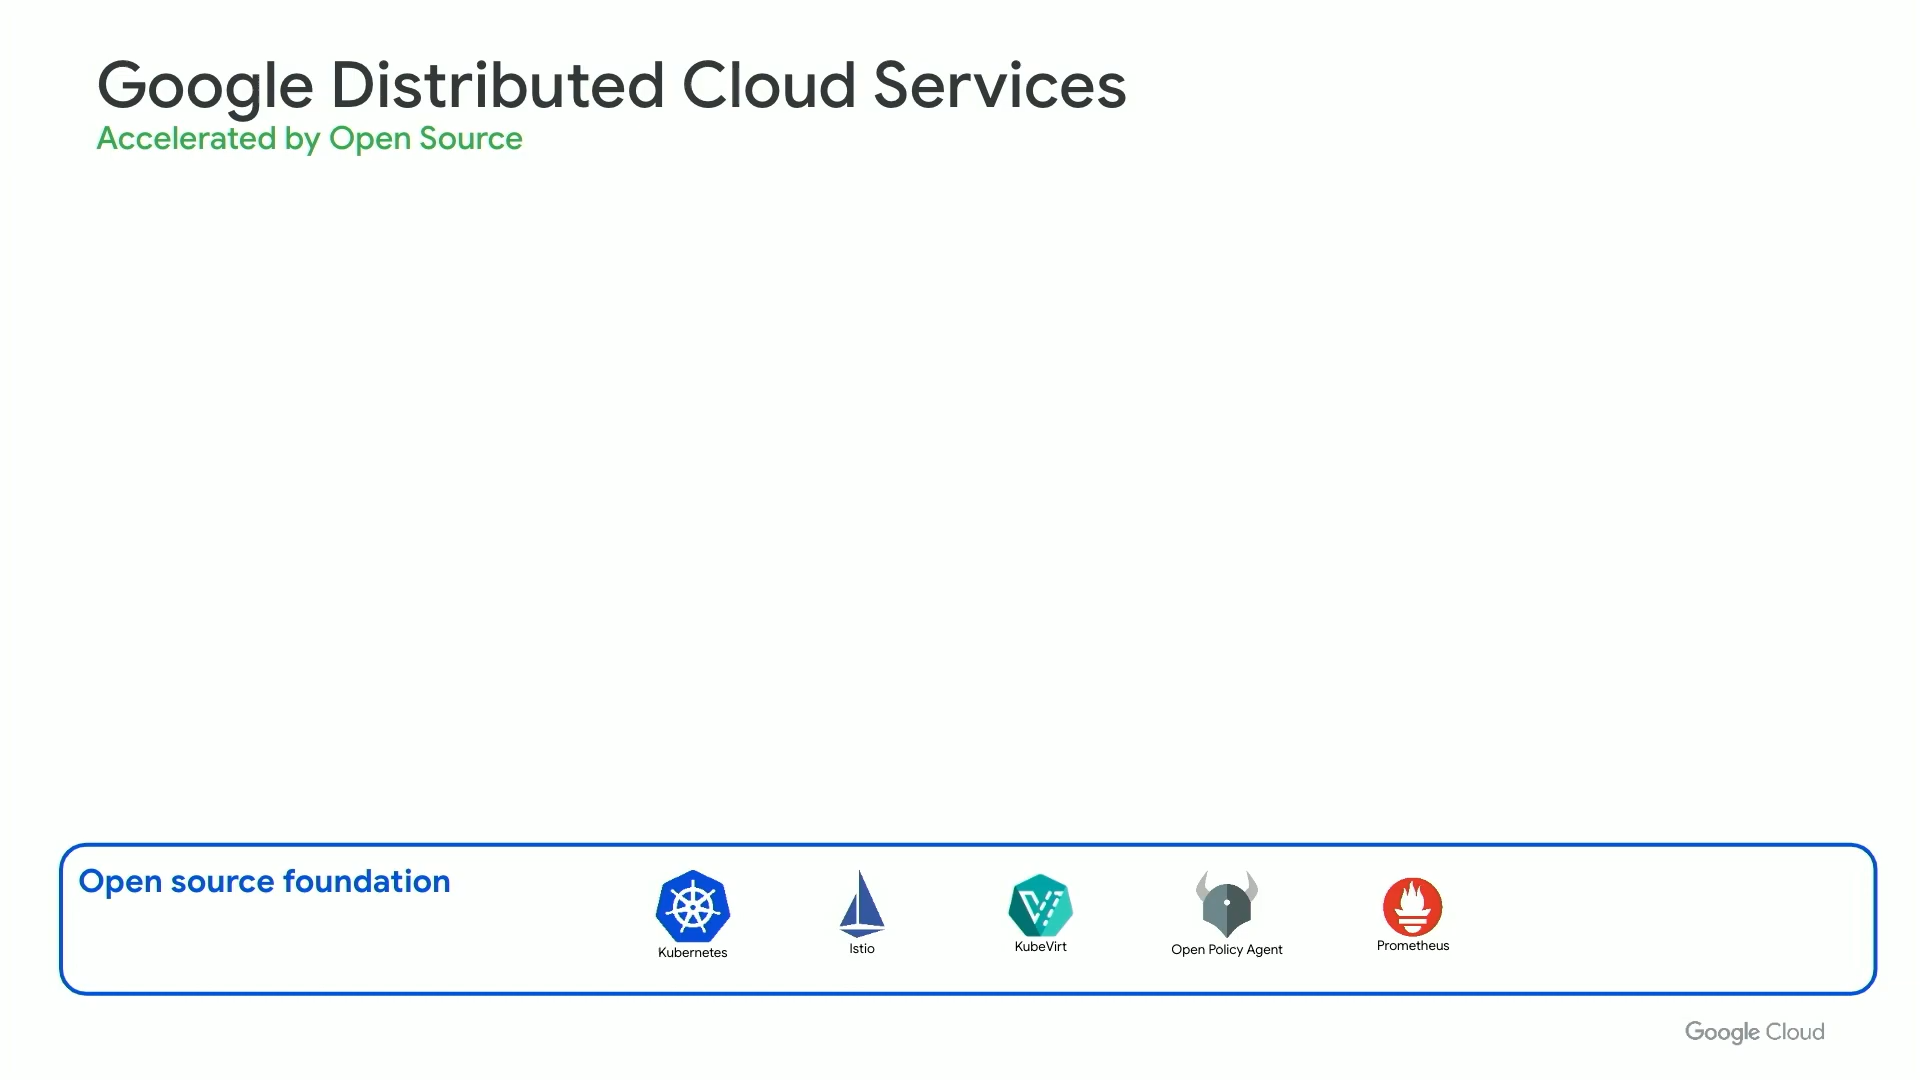 Google Distributed Cloud Services
Accelerated by Open Source
Open source foundation
Kubernetes
Istio
KubeVirt
Open Policy Agent
Prometheus
Google Cloud